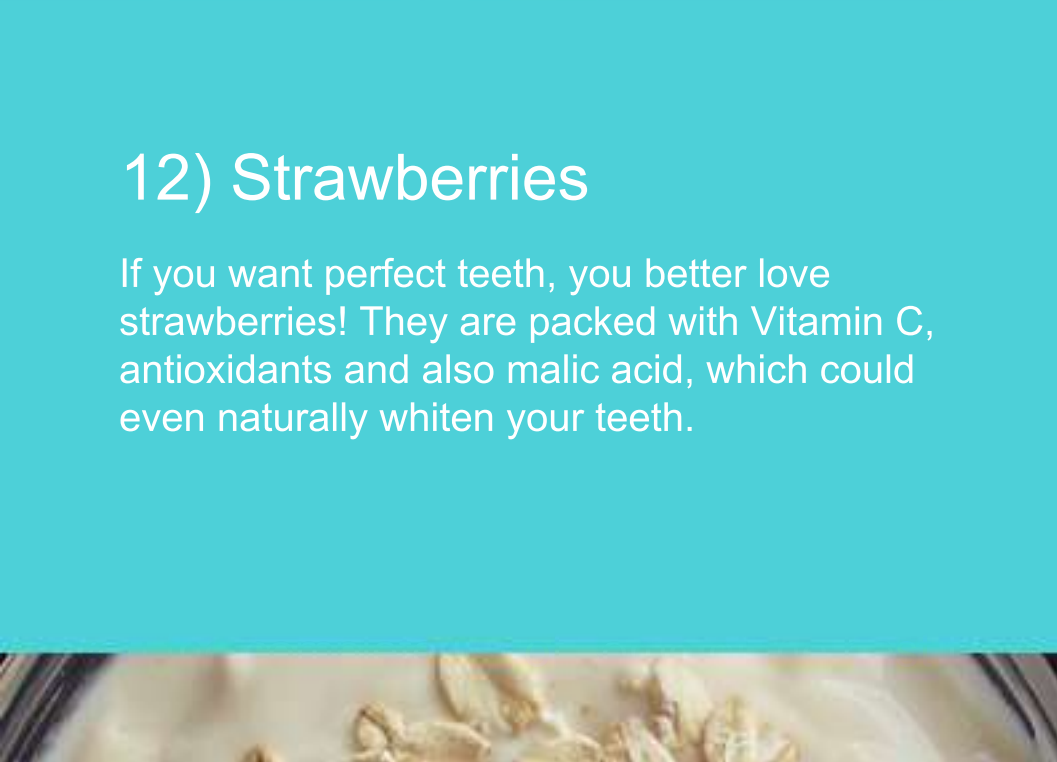 12) Strawberries
If you want perfect teeth, you better love
strawberries! They are packed with Vitamin C,
antioxidants and also malic acid, which could
even naturally whiten your teeth.